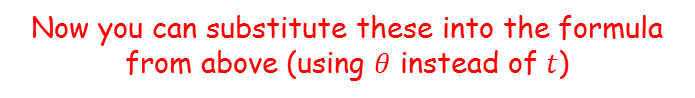 Now you can substitute these into the formula
from above (using θ instead of t)